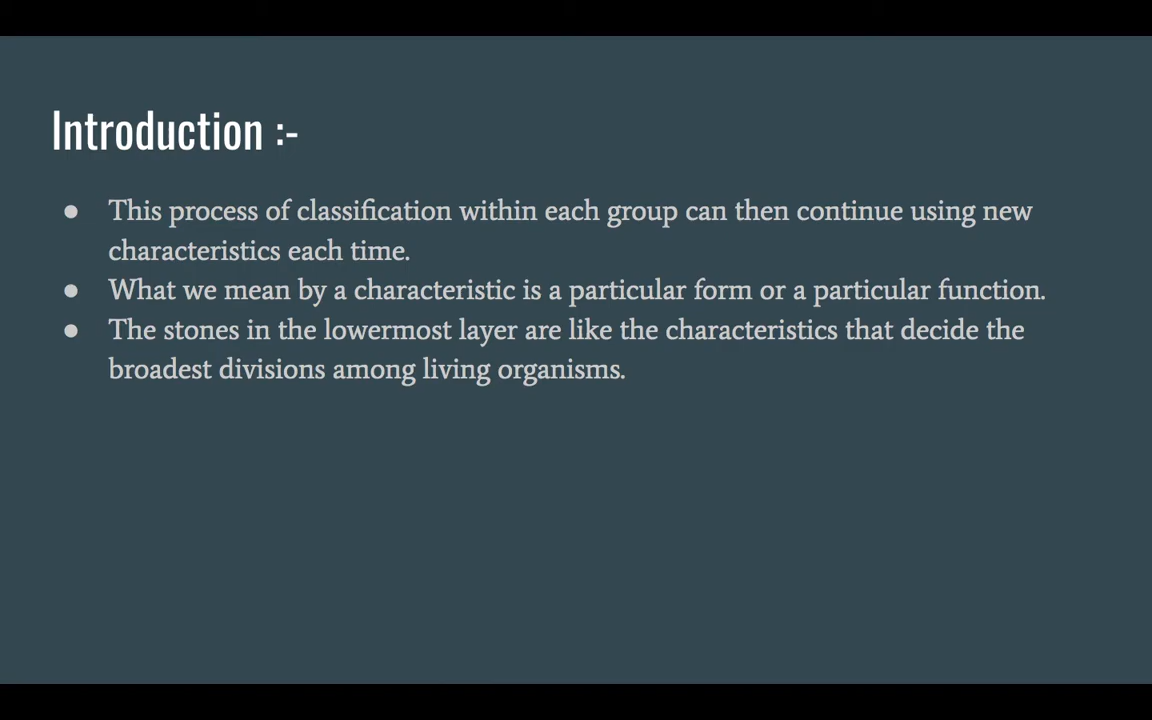 Introduction :-
● This process of classification within each group can then continue using new
characteristics each time.
● What we mean by a characteristic is a particular form or a particular function.
● The stones in the lowermost layer are like the characteristics that decide the
broadest divisions among living organisms.